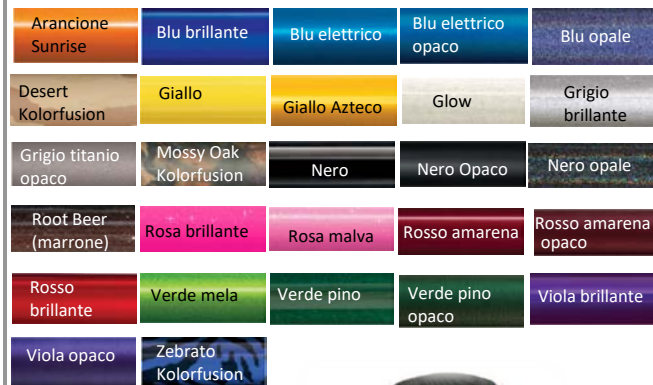 Arancione
Sunrise
Blu brillante
Blu elettrico
Blu elettrico
opaco
Blu opale
Desert
Kolorfusion
Giallo
Giallo Azteco
Glow
Grigio
brillante
Grigio titanio
opaco
Mossy Oak
Kolorfusion
Nero
Nero Opaco
Nero opale
Root Beer
(marrone)
Rosa brillante
Rosa malva
Rosso amarena
Rosso amarena
opaco
Rosso
brillante
Verde mela
Verde pino
Verde pino
opaco
Viola brillante
Viola opaco
Zebrato
Kolorfusion